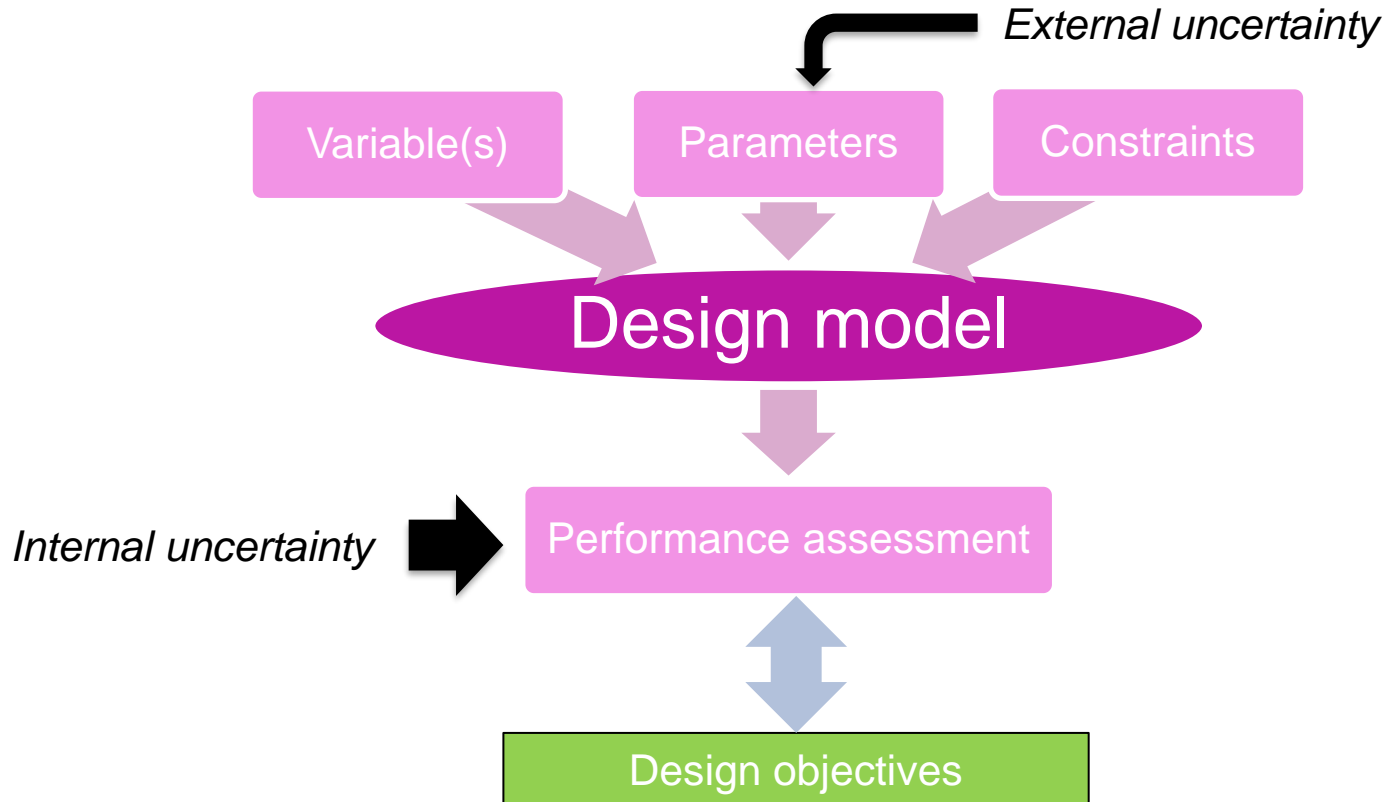 External uncertainty
Variable(s)
Parameters
Constraints
Design model
Internal uncertainty
Performance assessment
Design objectives